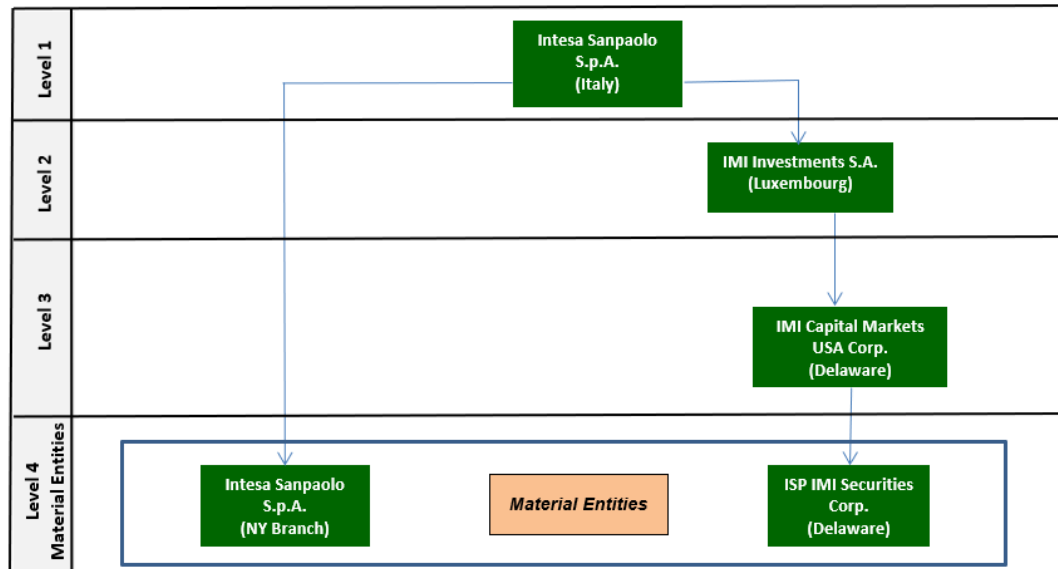 Level 1
Intesa Sanpaolo
S.p.A.
(Italy)
Level 2
IMI Investments S.A.
(Luxembourg)
Level 3
IMI Capital Markets
USA Corp.
(Delaware)
Level 4
Material Entities
Intesa Sanpaolo
S.p.A.
(NY Branch)
Material Entities
ISP IMI Securities
Corp.
(Delaware)